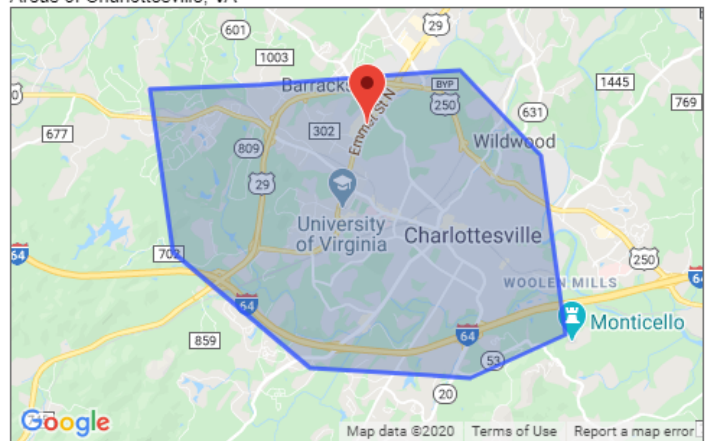 Areas of Charlottesville, VA
601
29
1003
Barracks
BYP
250
1445
769
631
677
302
Emmet St N
Wildwood
809
29
University
of Virginia
Charlottesville
702
64
250
WOOLEN MILLS
64
64
Monticello
859
64
53
20
Google
Map data ©2020 Terms of Use Report a map error